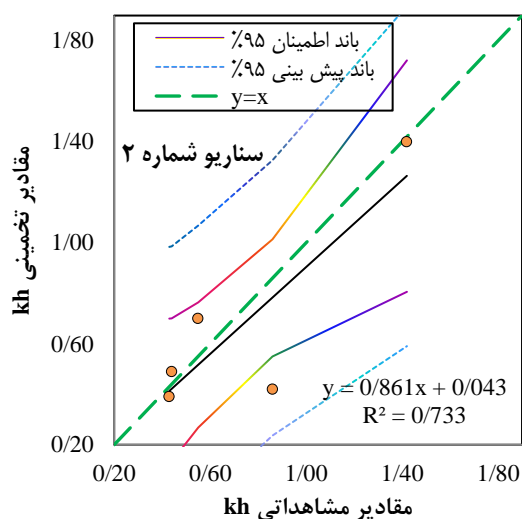 1/80
1/40
1/00
0/60
0/20
مقادیر تخمینی kh
باند اطمینان ۹۵٪
باند پیش بینی ۹۵٪
y=x
سناریو شماره ۲
y = 0/861x + 0/043
R² = 0/733
0/20 0/60 1/00 1/40 1/80
مقادیر مشاهداتی kh